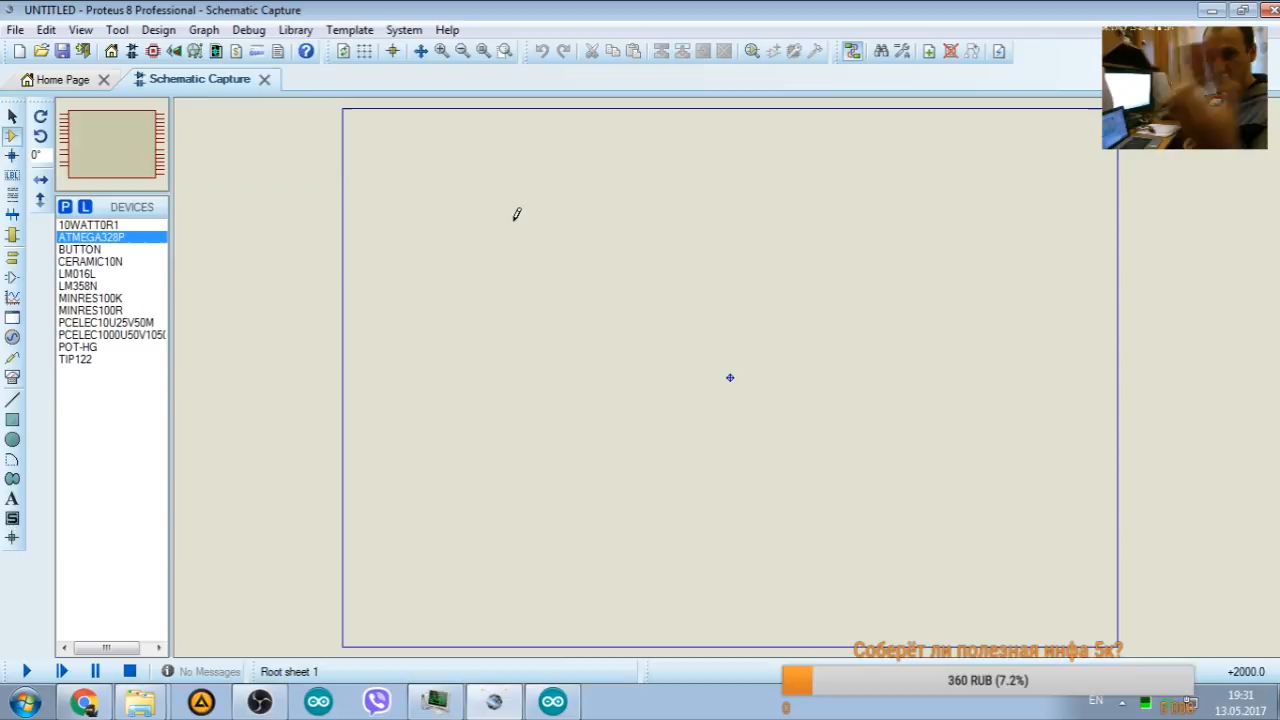 UNTITLED - Proteus 8 Professional - Schematic Capture
File Edit View Tool Design Graph Debug Library Template System Help
Home Page
Schematic Capture
0°
LBL
P L DEVICES
10WATT0R1
ATMEGA328P
BUTTON
CERAMIC10N
LM016L
LM358N
MINRES100K
MINRES100R
PCELEC10U25V50M
PCELEC1000U50V105(
POT-HG
TIP122
A
S
Соберёт ли полезная инфа 5к?
No Messages
Root sheet 1
+2000.0
360 RUB (7.2%)
0
EN
19:31
13.05.2017